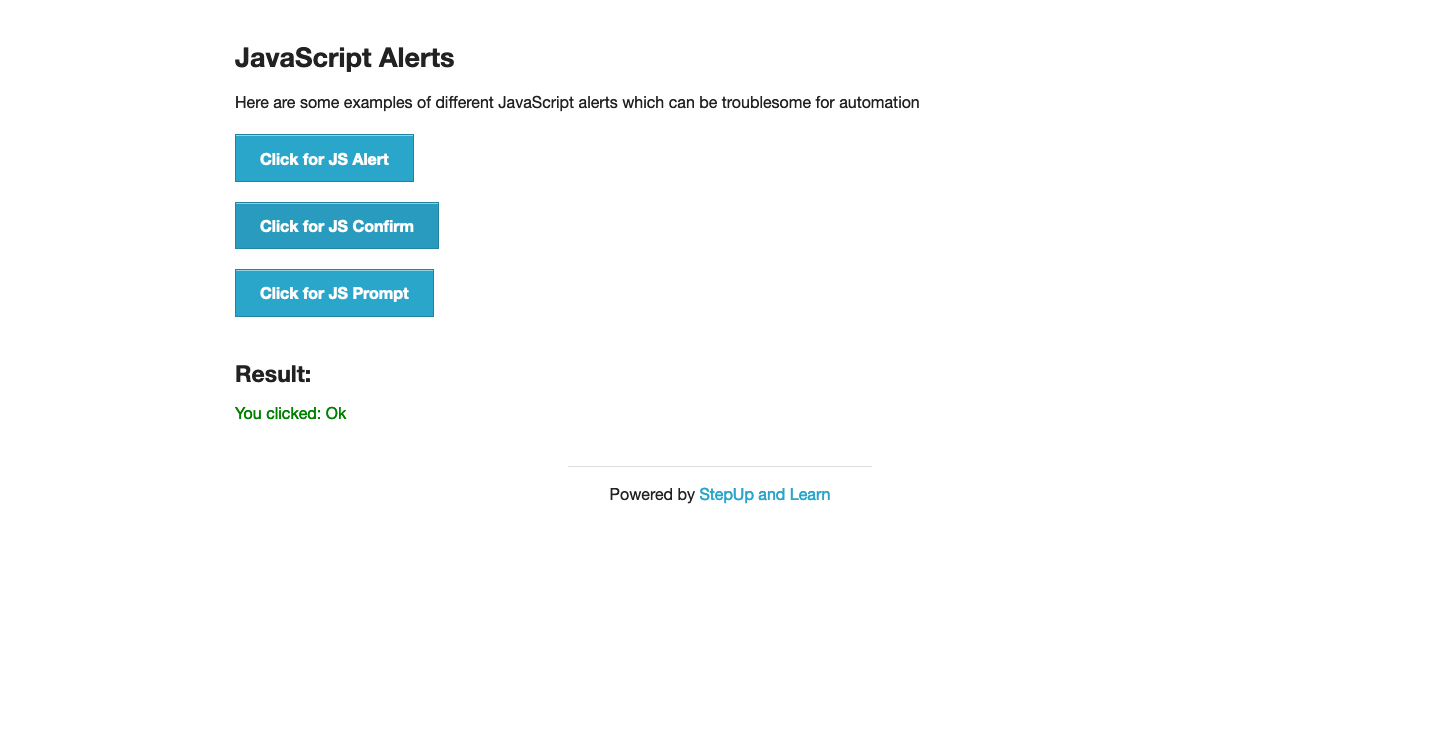 JavaScript Alerts
Here are some examples of different JavaScript alerts which can be troublesome for automation
Click for JS Alert
Click for JS Confirm
Click for JS Prompt
Result:
You clicked: Ok
Powered by StepUp and Learn